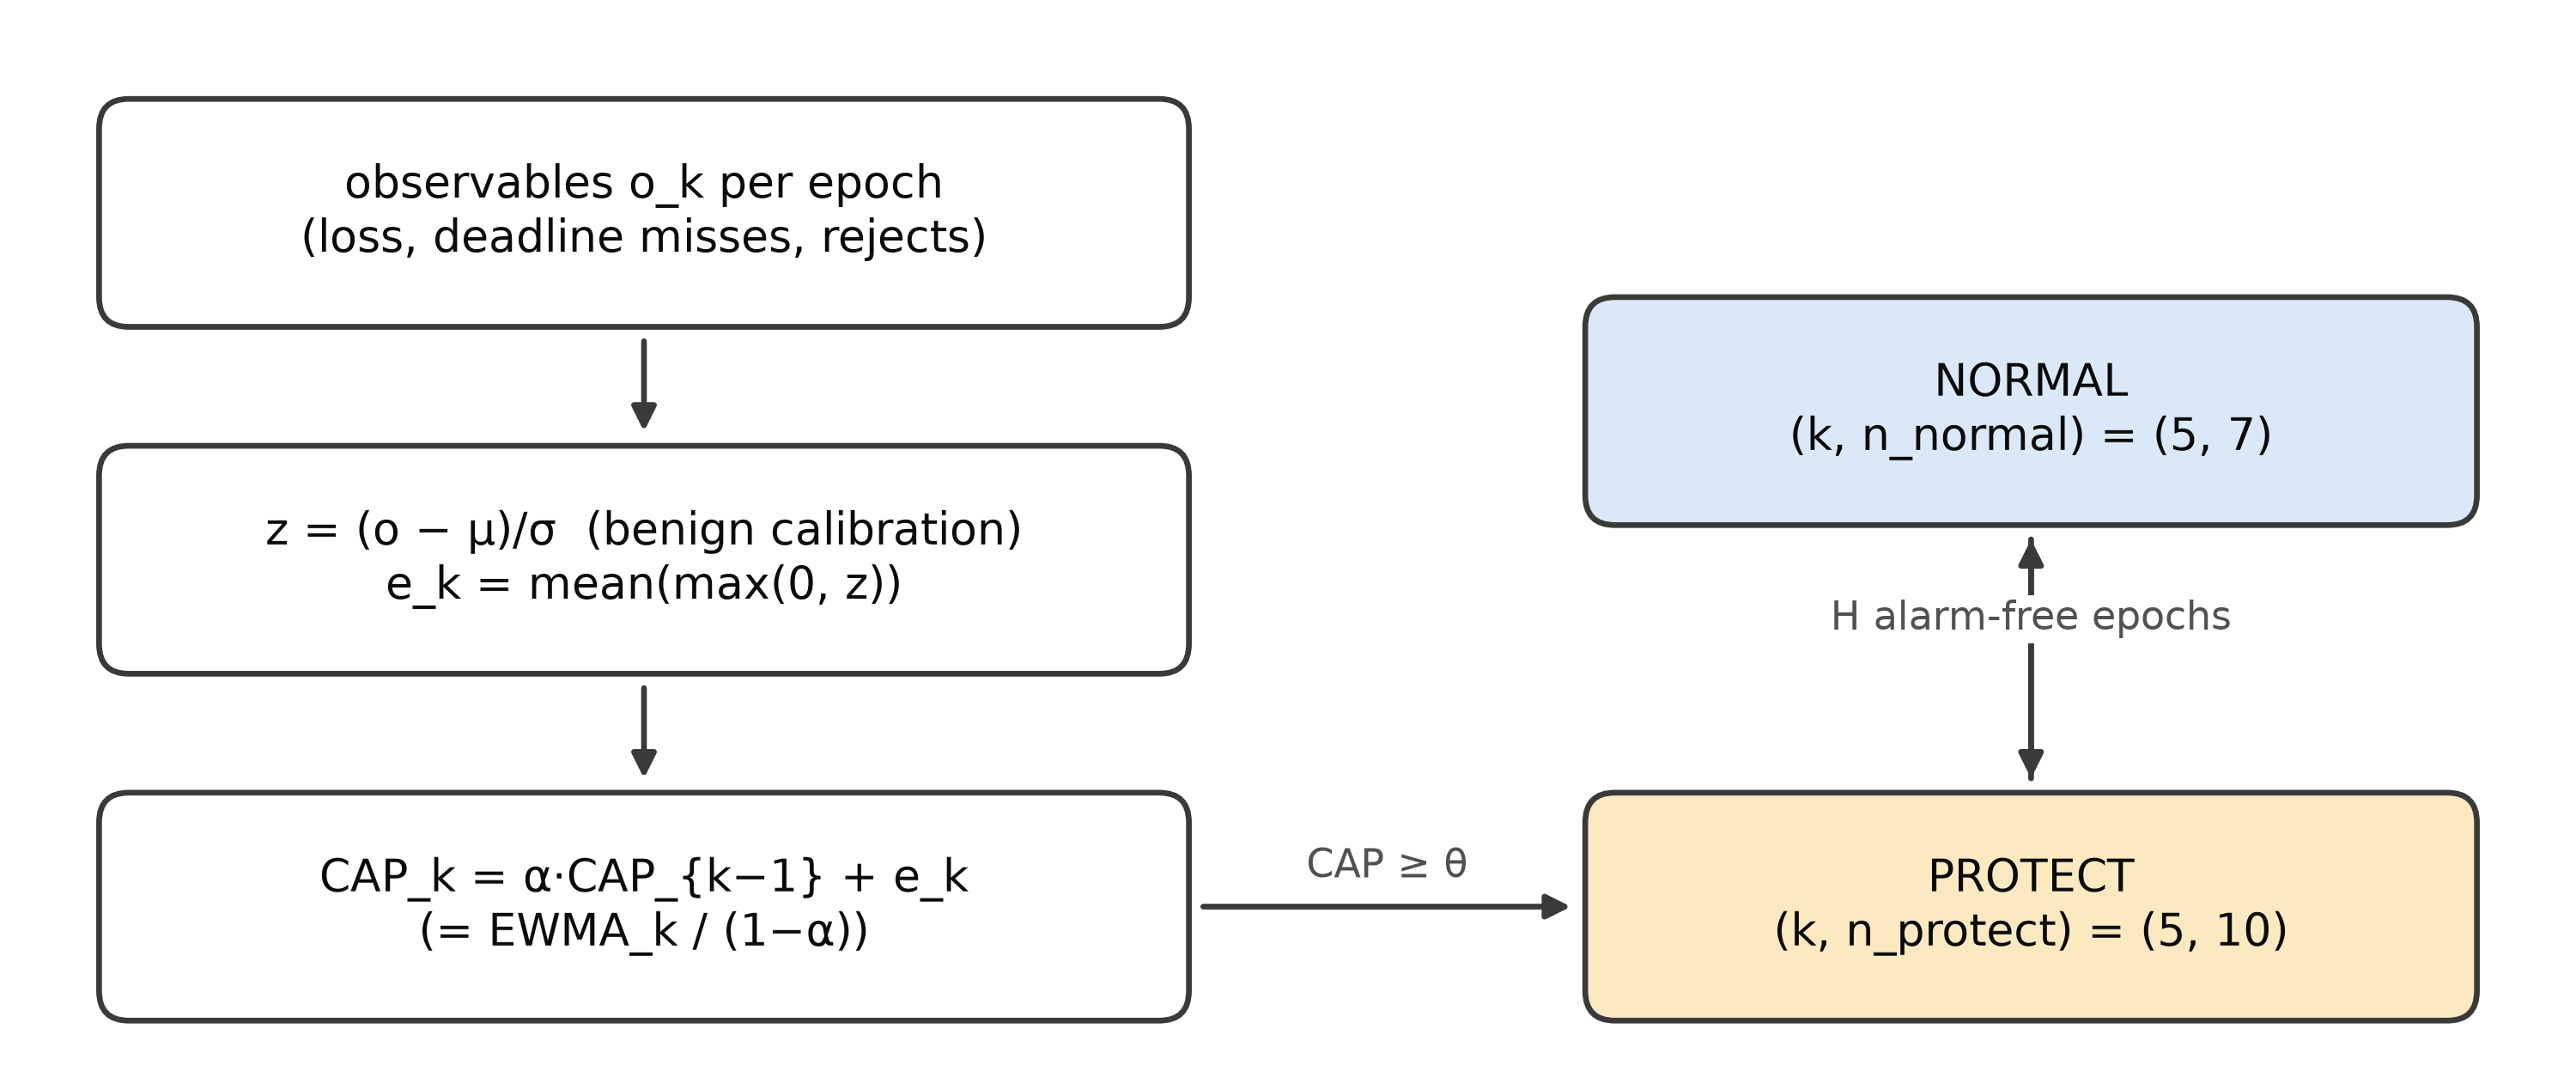 observables o_k per epoch
(loss, deadline misses, rejects)
z = (o − μ)/σ  (benign calibration)
e_k = mean(max(0, z))
CAP_k = α·CAP_{k−1} + e_k
(= EWMA_k / (1−α))
CAP ≥ θ
NORMAL
(k, n_normal) = (5, 7)
H alarm-free epochs
PROTECT
(k, n_protect) = (5, 10)